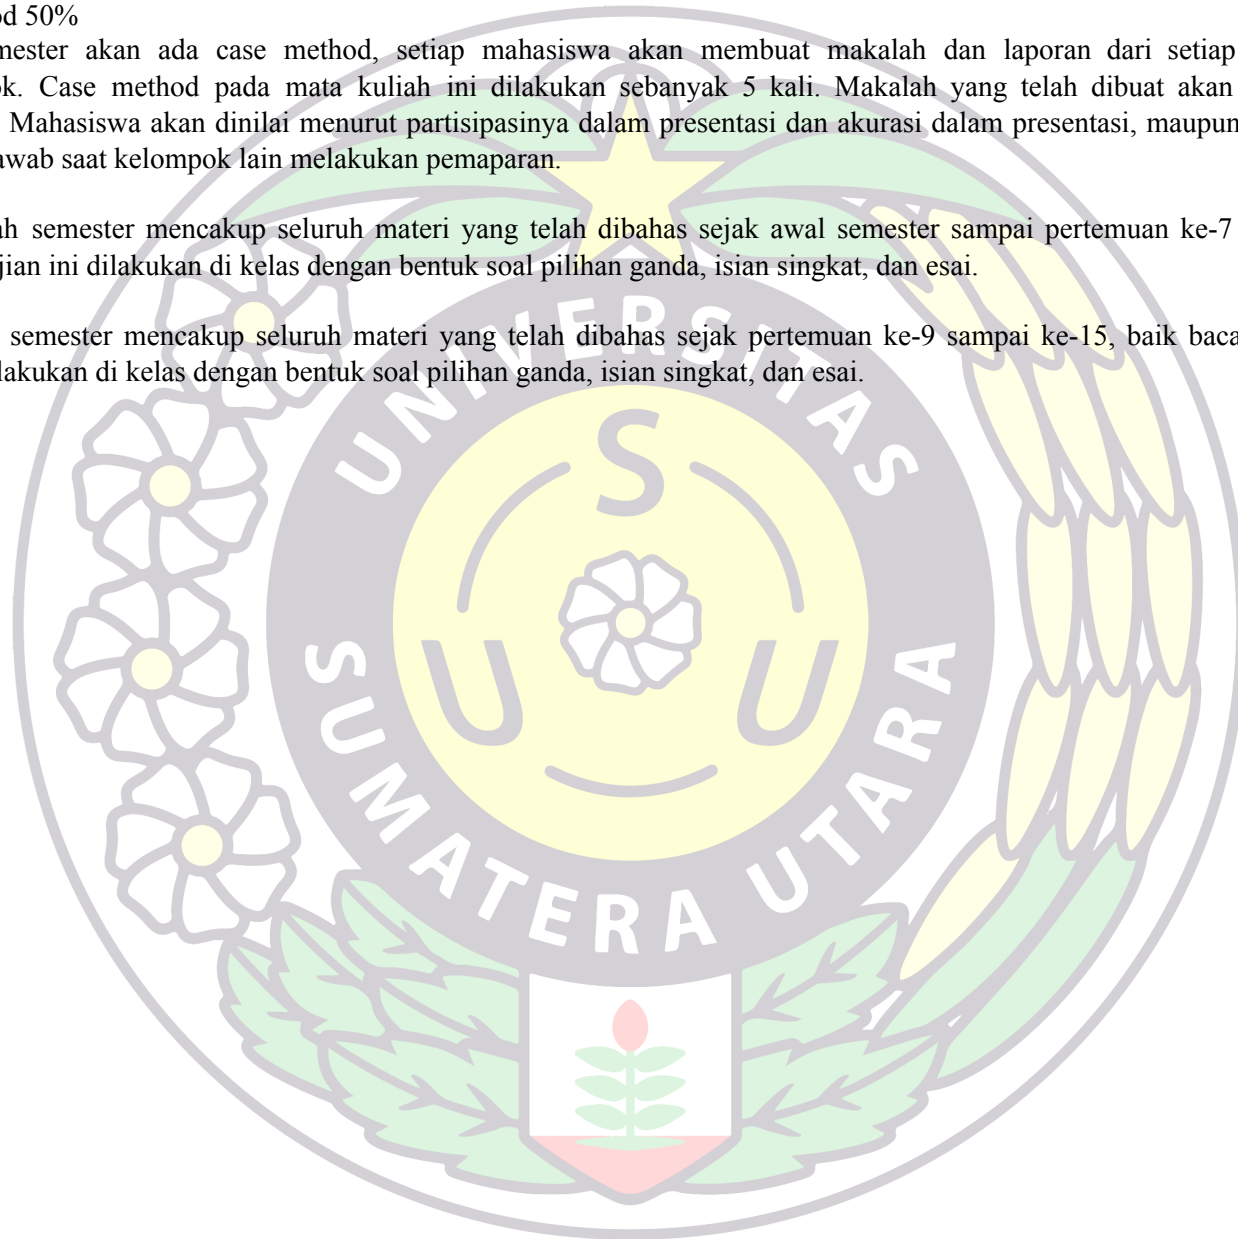 od 50%
mester akan ada case method, setiap mahasiswa akan membuat makalah dan laporan dari setiap
ok. Case method pada mata kuliah ini dilakukan sebanyak 5 kali. Makalah yang telah dibuat akan
Mahasiswa akan dinilai menurut partisipasinya dalam presentasi dan akurasi dalam presentasi, maupun
awab saat kelompok lain melakukan pemaparan.
ah semester mencakup seluruh materi yang telah dibahas sejak awal semester sampai pertemuan ke-7
jian ini dilakukan di kelas dengan bentuk soal pilihan ganda, isian singkat, dan esai.
semester mencakup seluruh materi yang telah dibahas sejak pertemuan ke-9 sampai ke-15, baik baca
lakukan di kelas dengan bentuk soal pilihan ganda, isian singkat, dan esai.
UNIVERSITAS
S
U U
SUMATERA UTARA